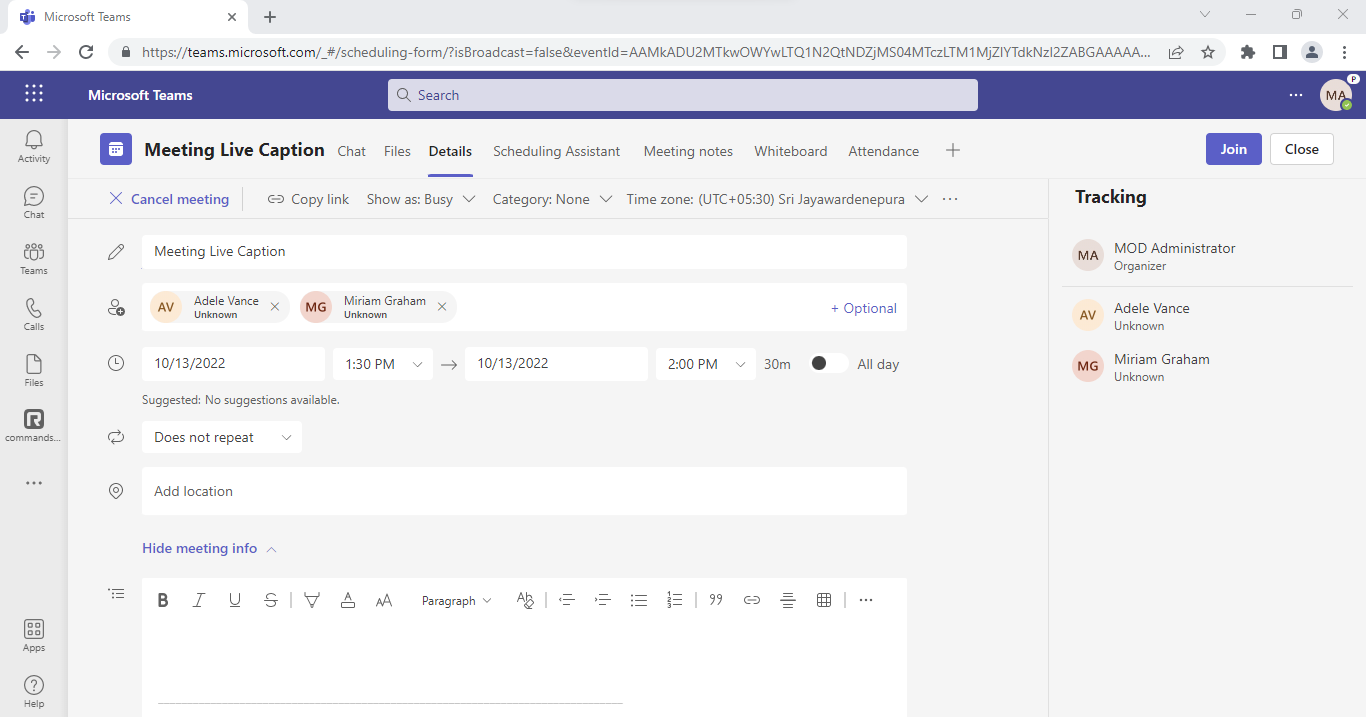 Microsoft Teams
https://teams.microsoft.com/_#/scheduling-form/?isBroadcast=false&eventId=AAMkADU2MTkwOWYwLTQ1N2QtNDZjMS04MTczLTM1MjZlYTdkNzI2ZABGAAAAA...
Microsoft Teams
Search
MA
P
Activity
Chat
Teams
Calls
Files
commands...
Apps
Help
Meeting Live Caption Chat Files Details Scheduling Assistant Meeting notes Whiteboard Attendance
Join Close
Cancel meeting Copy link Show as: Busy Category: None Time zone: (UTC+05:30) Sri Jayawardenepura ...
Meeting Live Caption
AV Adele Vance
Unknown
MG Miriam Graham
Unknown
+ Optional
10/13/2022 1:30 PM 10/13/2022 2:00 PM 30m All day
Suggested: No suggestions available.
Does not repeat
Add location
Hide meeting info
B I U S A AA Paragraph Ab
Tracking
MA MOD Administrator
Organizer
AV Adele Vance
Unknown
MG Miriam Graham
Unknown